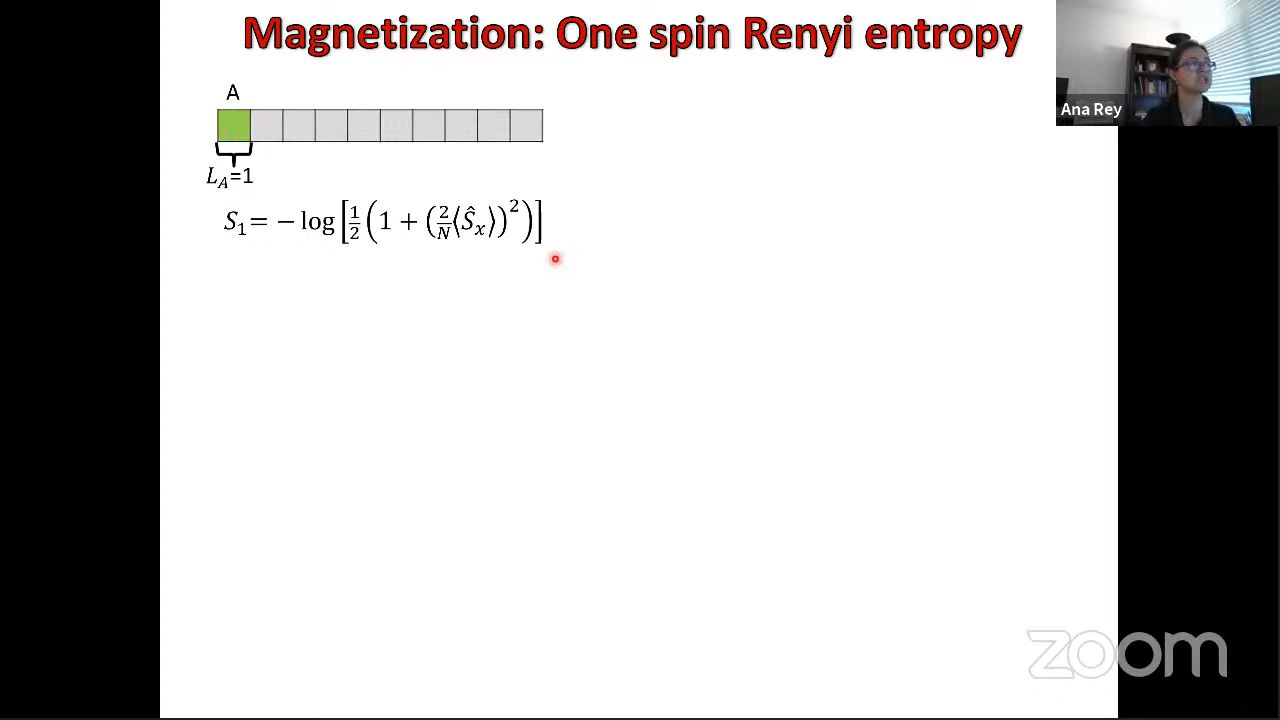 Magnetization: One spin Renyi entropy
Ana Rey
A
L_A=1
S_1= − log[1/2(1 + (2/N⟨Ŝ_x⟩)^2)]
zoom